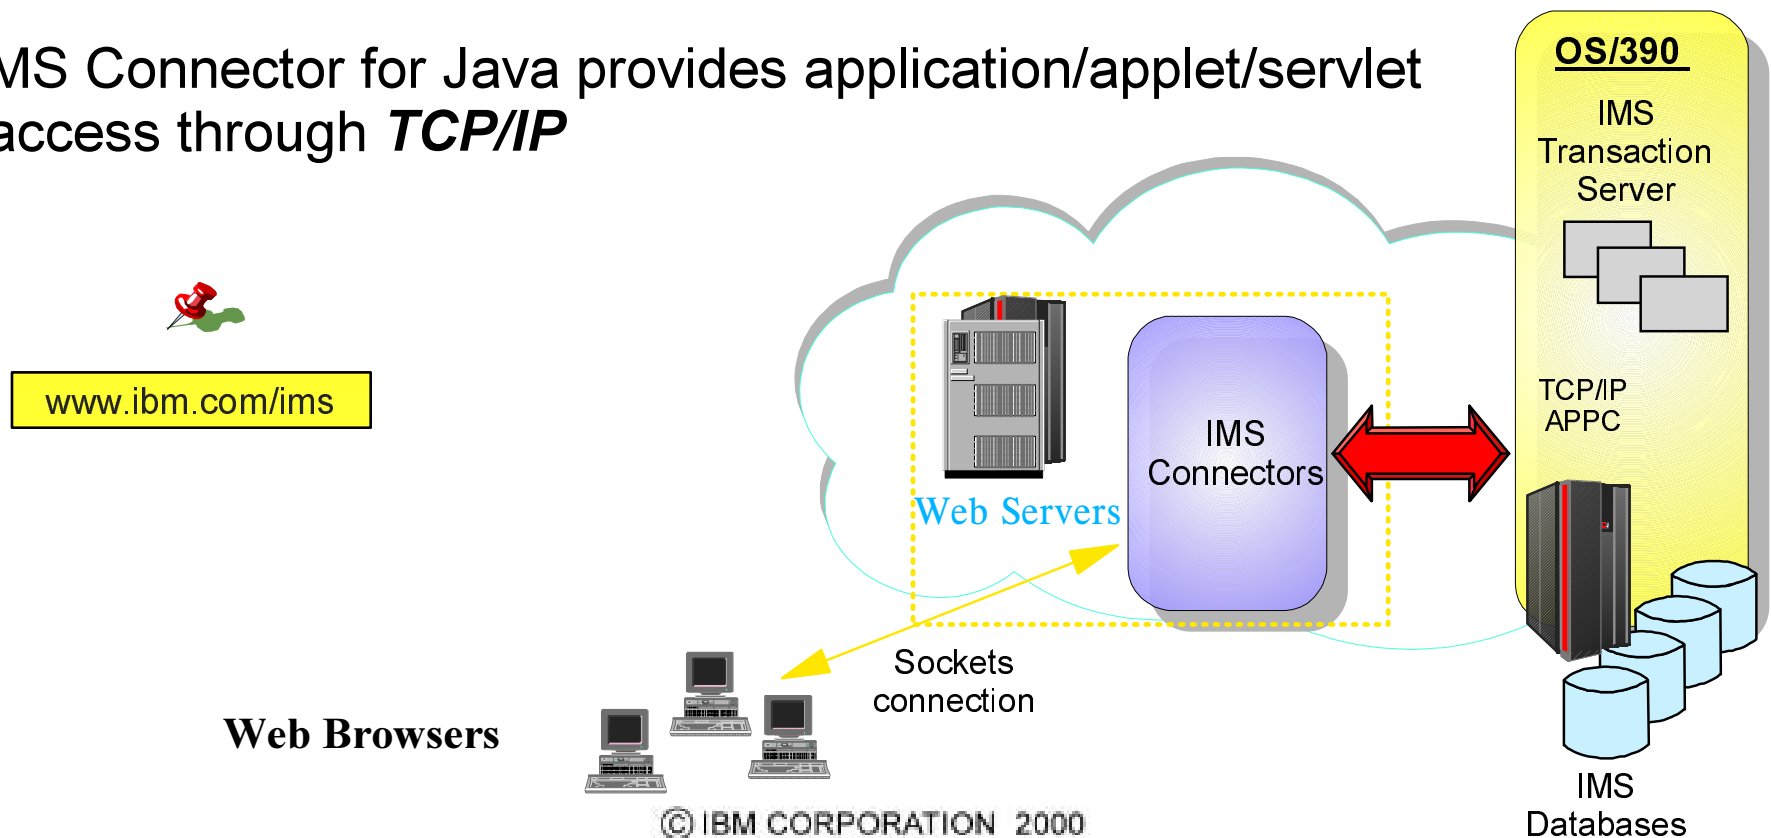 MS Connector for Java provides application/applet/servlet
access through TCP/IP
OS/390
IMS
Transaction
Server
www.ibm.com/ims
TCP/IP
APPC
IMS
Connectors
Web Servers
Sockets
connection
Web Browsers
IMS
Databases
© IBM CORPORATION 2000